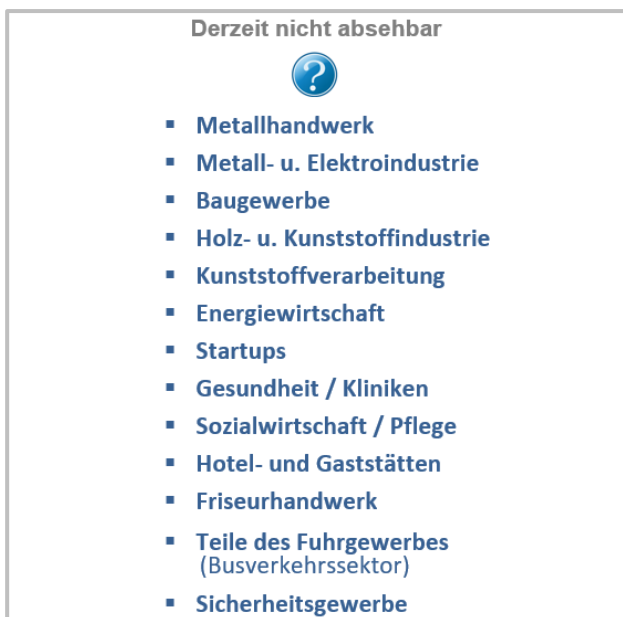 Derzeit nicht absehbar
?
▪ Metallhandwerk
▪ Metall- u. Elektroindustrie
▪ Baugewerbe
▪ Holz- u. Kunststoffindustrie
▪ Kunststoffverarbeitung
▪ Energiewirtschaft
▪ Startups
▪ Gesundheit / Kliniken
▪ Sozialwirtschaft / Pflege
▪ Hotel- und Gaststätten
▪ Friseurhandwerk
▪ Teile des Fuhrgewerbes
(Busverkehrssektor)
▪ Sicherheitsgewerbe